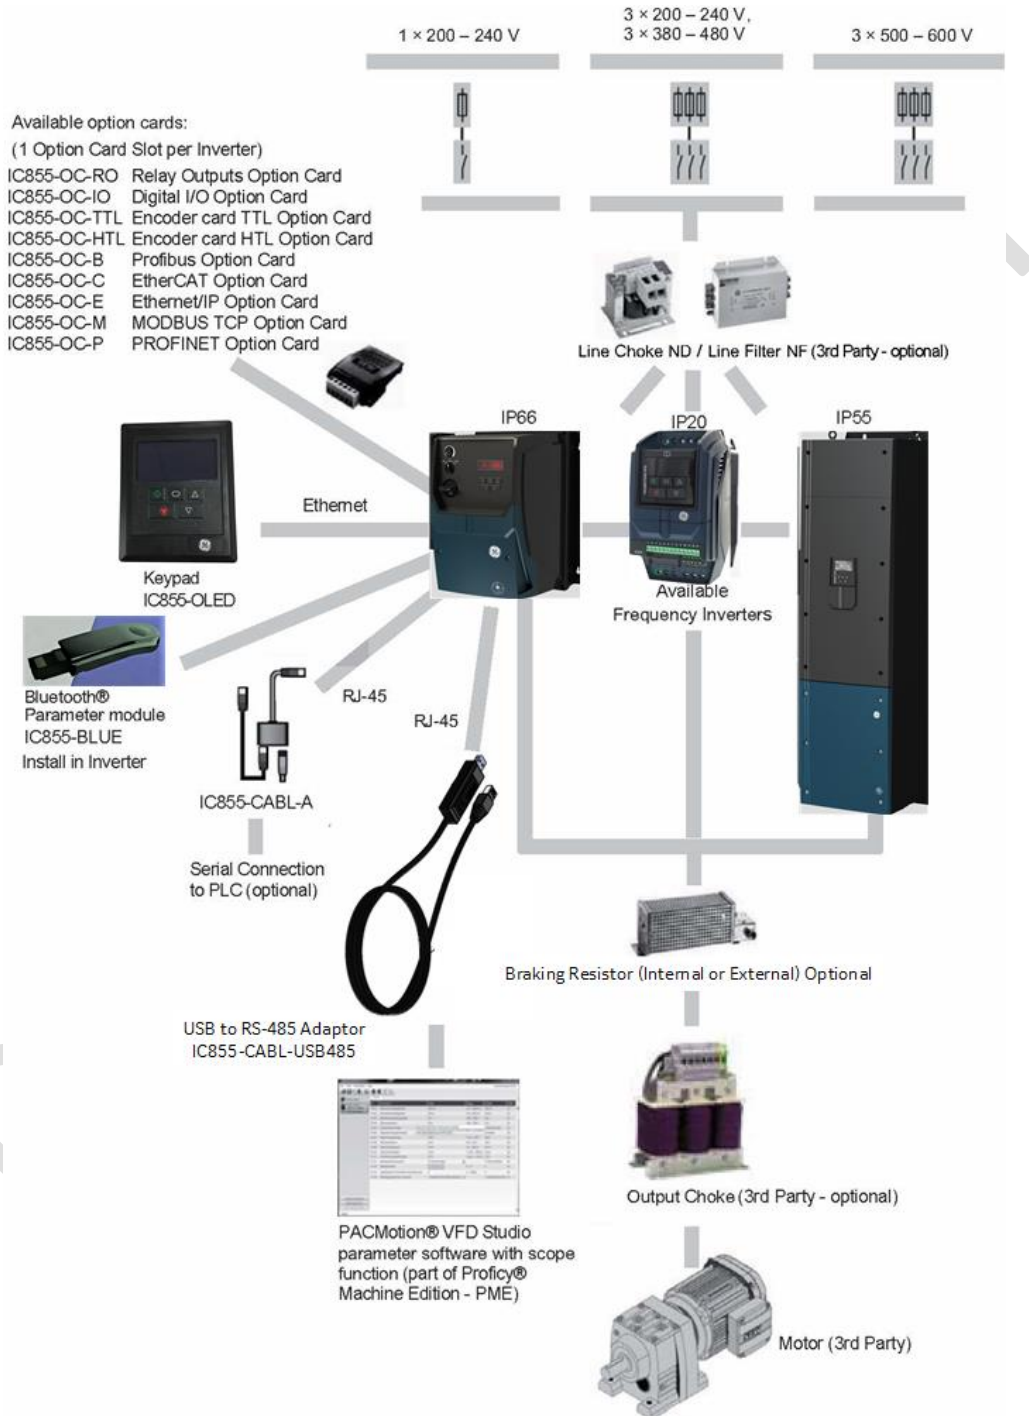 1 × 200 – 240 V
3 × 200 – 240 V,
3 × 380 – 480 V
3 × 500 – 600 V
Available option cards:
(1 Option Card Slot per Inverter)
IC855-OC-RO Relay Outputs Option Card
IC855-OC-IO Digital I/O Option Card
IC855-OC-TTL Encoder card TTL Option Card
IC855-OC-HTL Encoder card HTL Option Card
IC855-OC-B Profibus Option Card
IC855-OC-C EtherCAT Option Card
IC855-OC-E Ethernet/IP Option Card
IC855-OC-M MODBUS TCP Option Card
IC855-OC-P PROFINET Option Card
Line Choke ND / Line Filter NF (3rd Party - optional)
IP66
IP20
IP55
Ethernet
Keypad
IC855-OLED
Available
Frequency Inverters
Bluetooth®
Parameter module
IC855-BLUE
Install in Inverter
RJ-45
RJ-45
IC855-CABL-A
Serial Connection
to PLC (optional)
Braking Resistor (Internal or External) Optional
USB to RS-485 Adaptor
IC855-CABL-USB485
Output Choke (3rd Party - optional)
PACMotion® VFD Studio
parameter software with scope
function (part of Proficy®
Machine Edition - PME)
Motor (3rd Party)